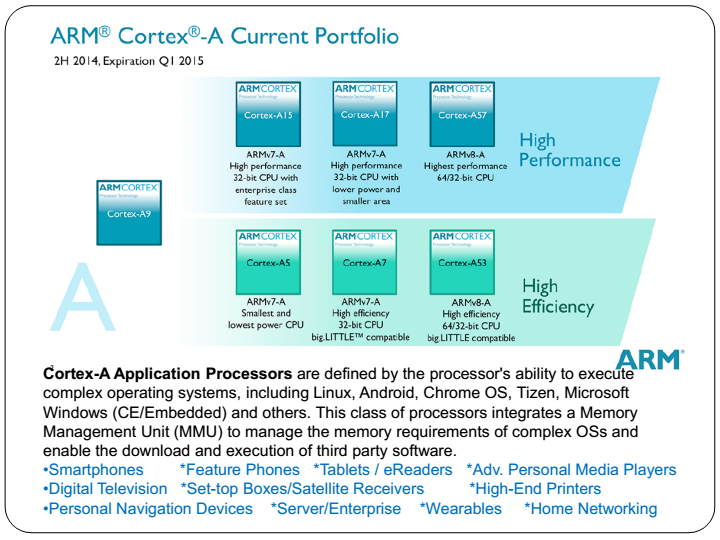 ARM® Cortex®-A Current Portfolio
2H 2014, Expiration Q1 2015
ARMCORTEX
Processor Technology
Cortex-A15
ARMv7-A
High performance
32-bit CPU with
enterprise class
feature set
ARMCORTEX
Processor Technology
Cortex-A17
ARMv7-A
High performance
32-bit CPU with
lower power and
smaller area
ARMCORTEX
Processor Technology
Cortex-A57
ARMv8-A
Highest performance
64/32-bit CPU
High
Performance
ARMCORTEX
Processor Technology
Cortex-A9
ARMCORTEX
Processor Technology
Cortex-A5
ARMv7-A
Smallest and
lowest power CPU
ARMCORTEX
Processor Technology
Cortex-A7
ARMv7-A
High efficiency
32-bit CPU
big.LITTLE™ compatible
ARMCORTEX
Processor Technology
Cortex-A53
ARMv8-A
High efficiency
64/32-bit CPU
big.LITTLE compatible
High
Efficiency
A
ARM®
Cortex-A Application Processors are defined by the processor's ability to execute
complex operating systems, including Linux, Android, Chrome OS, Tizen, Microsoft
Windows (CE/Embedded) and others. This class of processors integrates a Memory
Management Unit (MMU) to manage the memory requirements of complex OSs and
enable the download and execution of third party software.
•Smartphones *Feature Phones *Tablets / eReaders *Adv. Personal Media Players
•Digital Television *Set-top Boxes/Satellite Receivers *High-End Printers
•Personal Navigation Devices *Server/Enterprise *Wearables *Home Networking